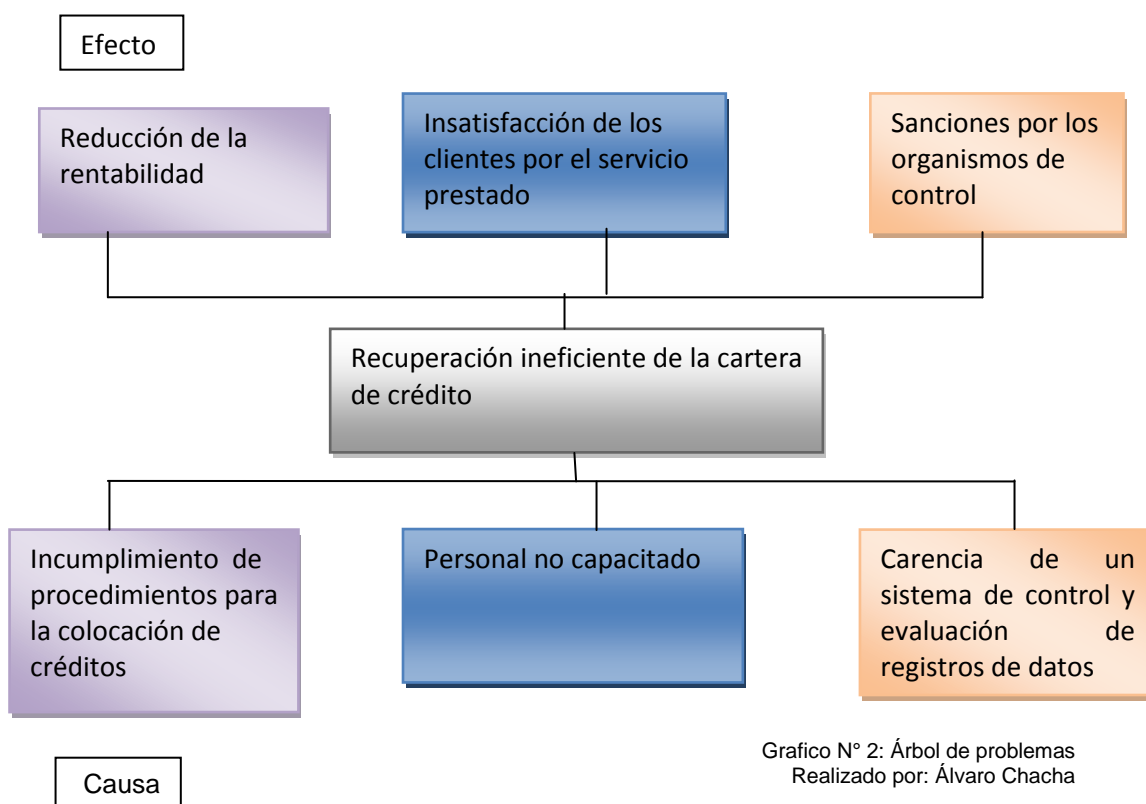 Efecto
Reducción de la
rentabilidad
Insatisfacción de los
clientes por el servicio
prestado
Sanciones por los
organismos de
control
Recuperación ineficiente de la cartera
de crédito
Incumplimiento de
procedimientos para
la colocación de
créditos
Personal no capacitado
Carencia de un
sistema de control y
evaluación de
registros de datos
Grafico N° 2: Árbol de problemas
Realizado por: Álvaro Chacha
Causa